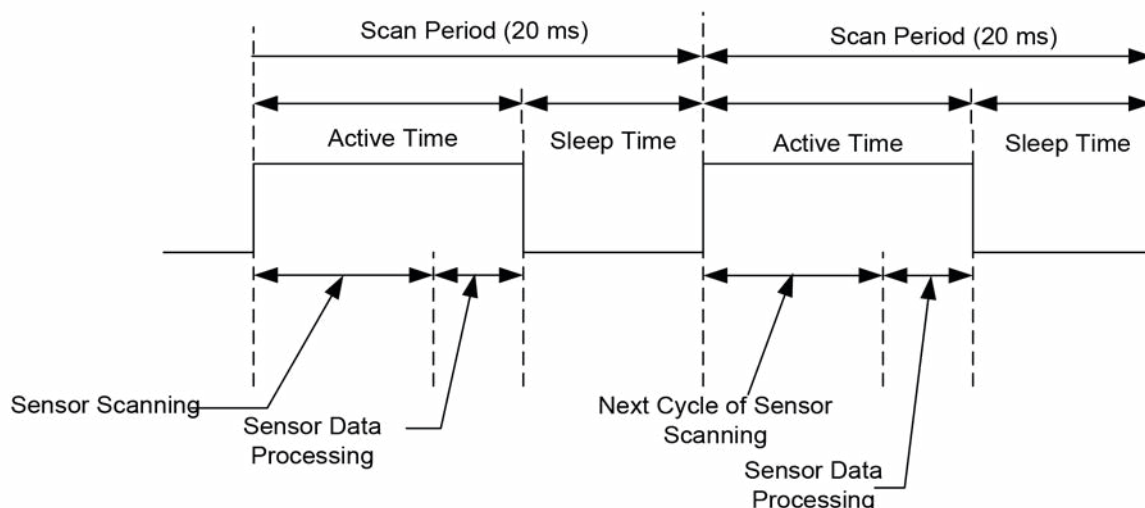 Scan Period (20 ms)
Scan Period (20 ms)
Active Time
Sleep Time
Active Time
Sleep Time
Sensor Scanning
Sensor Data
Processing
Next Cycle of Sensor
Scanning
Sensor Data
Processing